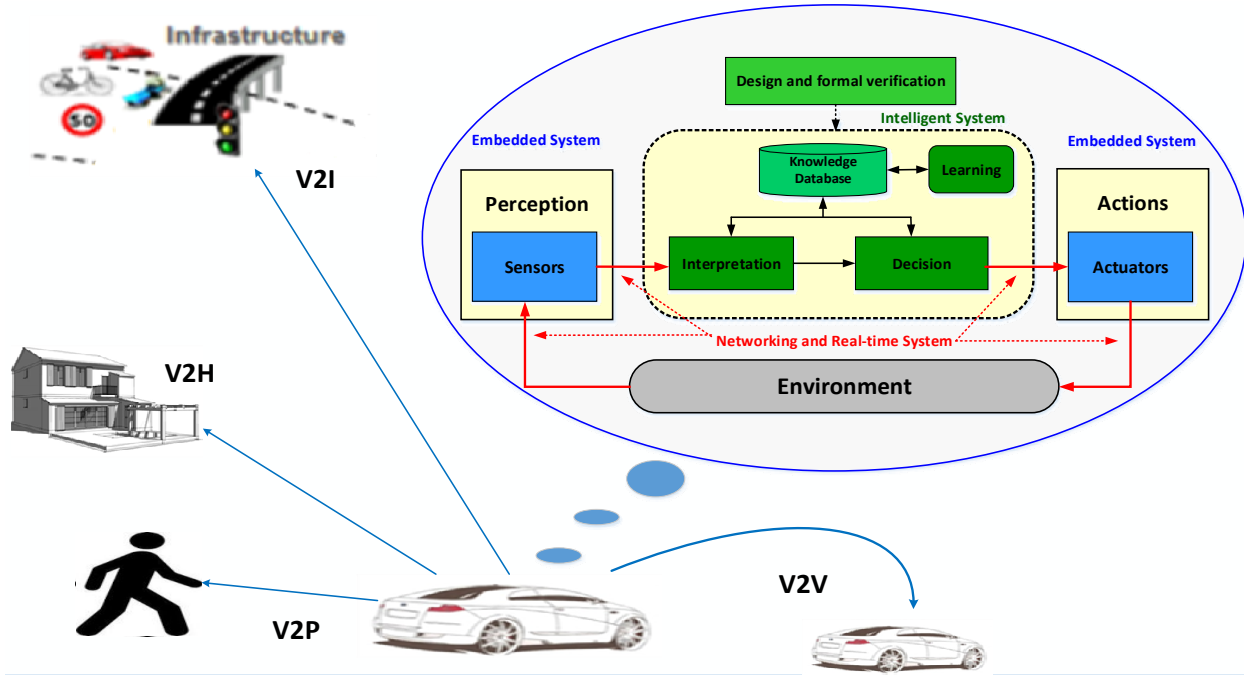 Infrastructure
50
V2I
V2H
V2P
V2V
Design and formal verification
Intelligent System
Embedded System
Embedded System
Knowledge
Database
Learning
Perception
Sensors
Interpretation
Decision
Actions
Actuators
Networking and Real-time System
Environment